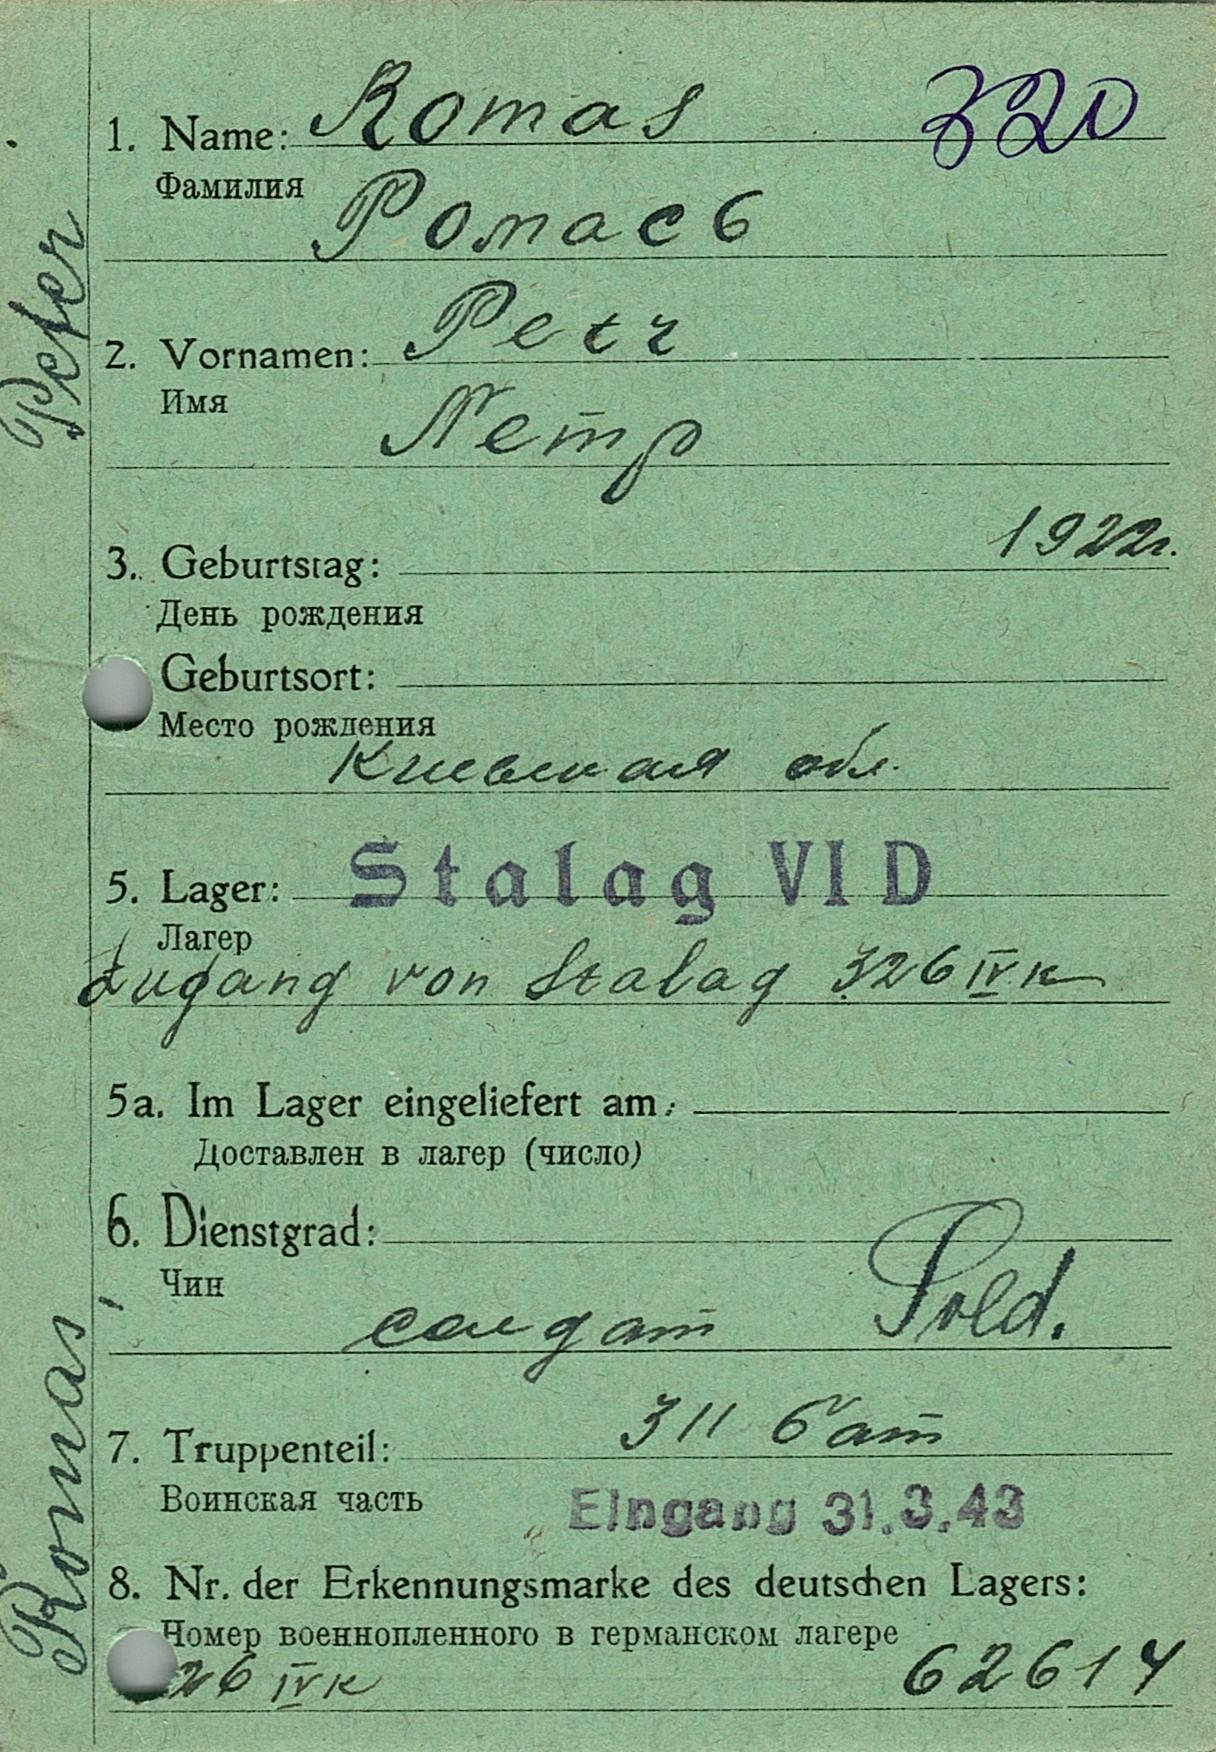 1. Name: Romas 320
Фамилия
Ромась
2. Vornamen: Petr
Имя
Петр
3. Geburtstag: 1922г.
День рождения
Geburtsort:
Место рождения
Киевская обл.
5. Lager: Stalag VI D
Лагер
Zugang von Stalag 326 IV K
5a. Im Lager eingeliefert am:
Доставлен в лагер (число)
6. Dienstgrad:
Чин
солдат Sold.
7. Truppenteil: 311 бат
Воинская часть
Eingang 31.3.43
8. Nr. der Erkennungsmarke des deutschen Lagers:
Номер военнопленного в германском лагере
26 IV K 62614
Romas, Peter